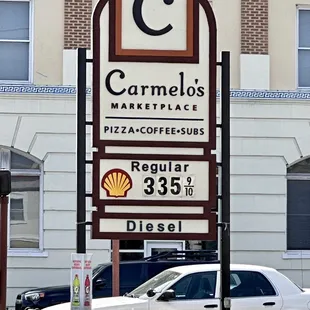 C
Carmelo's
MARKETPLACE
PIZZA•COFFEE•SUBS
Regular
335 9/10
Diesel